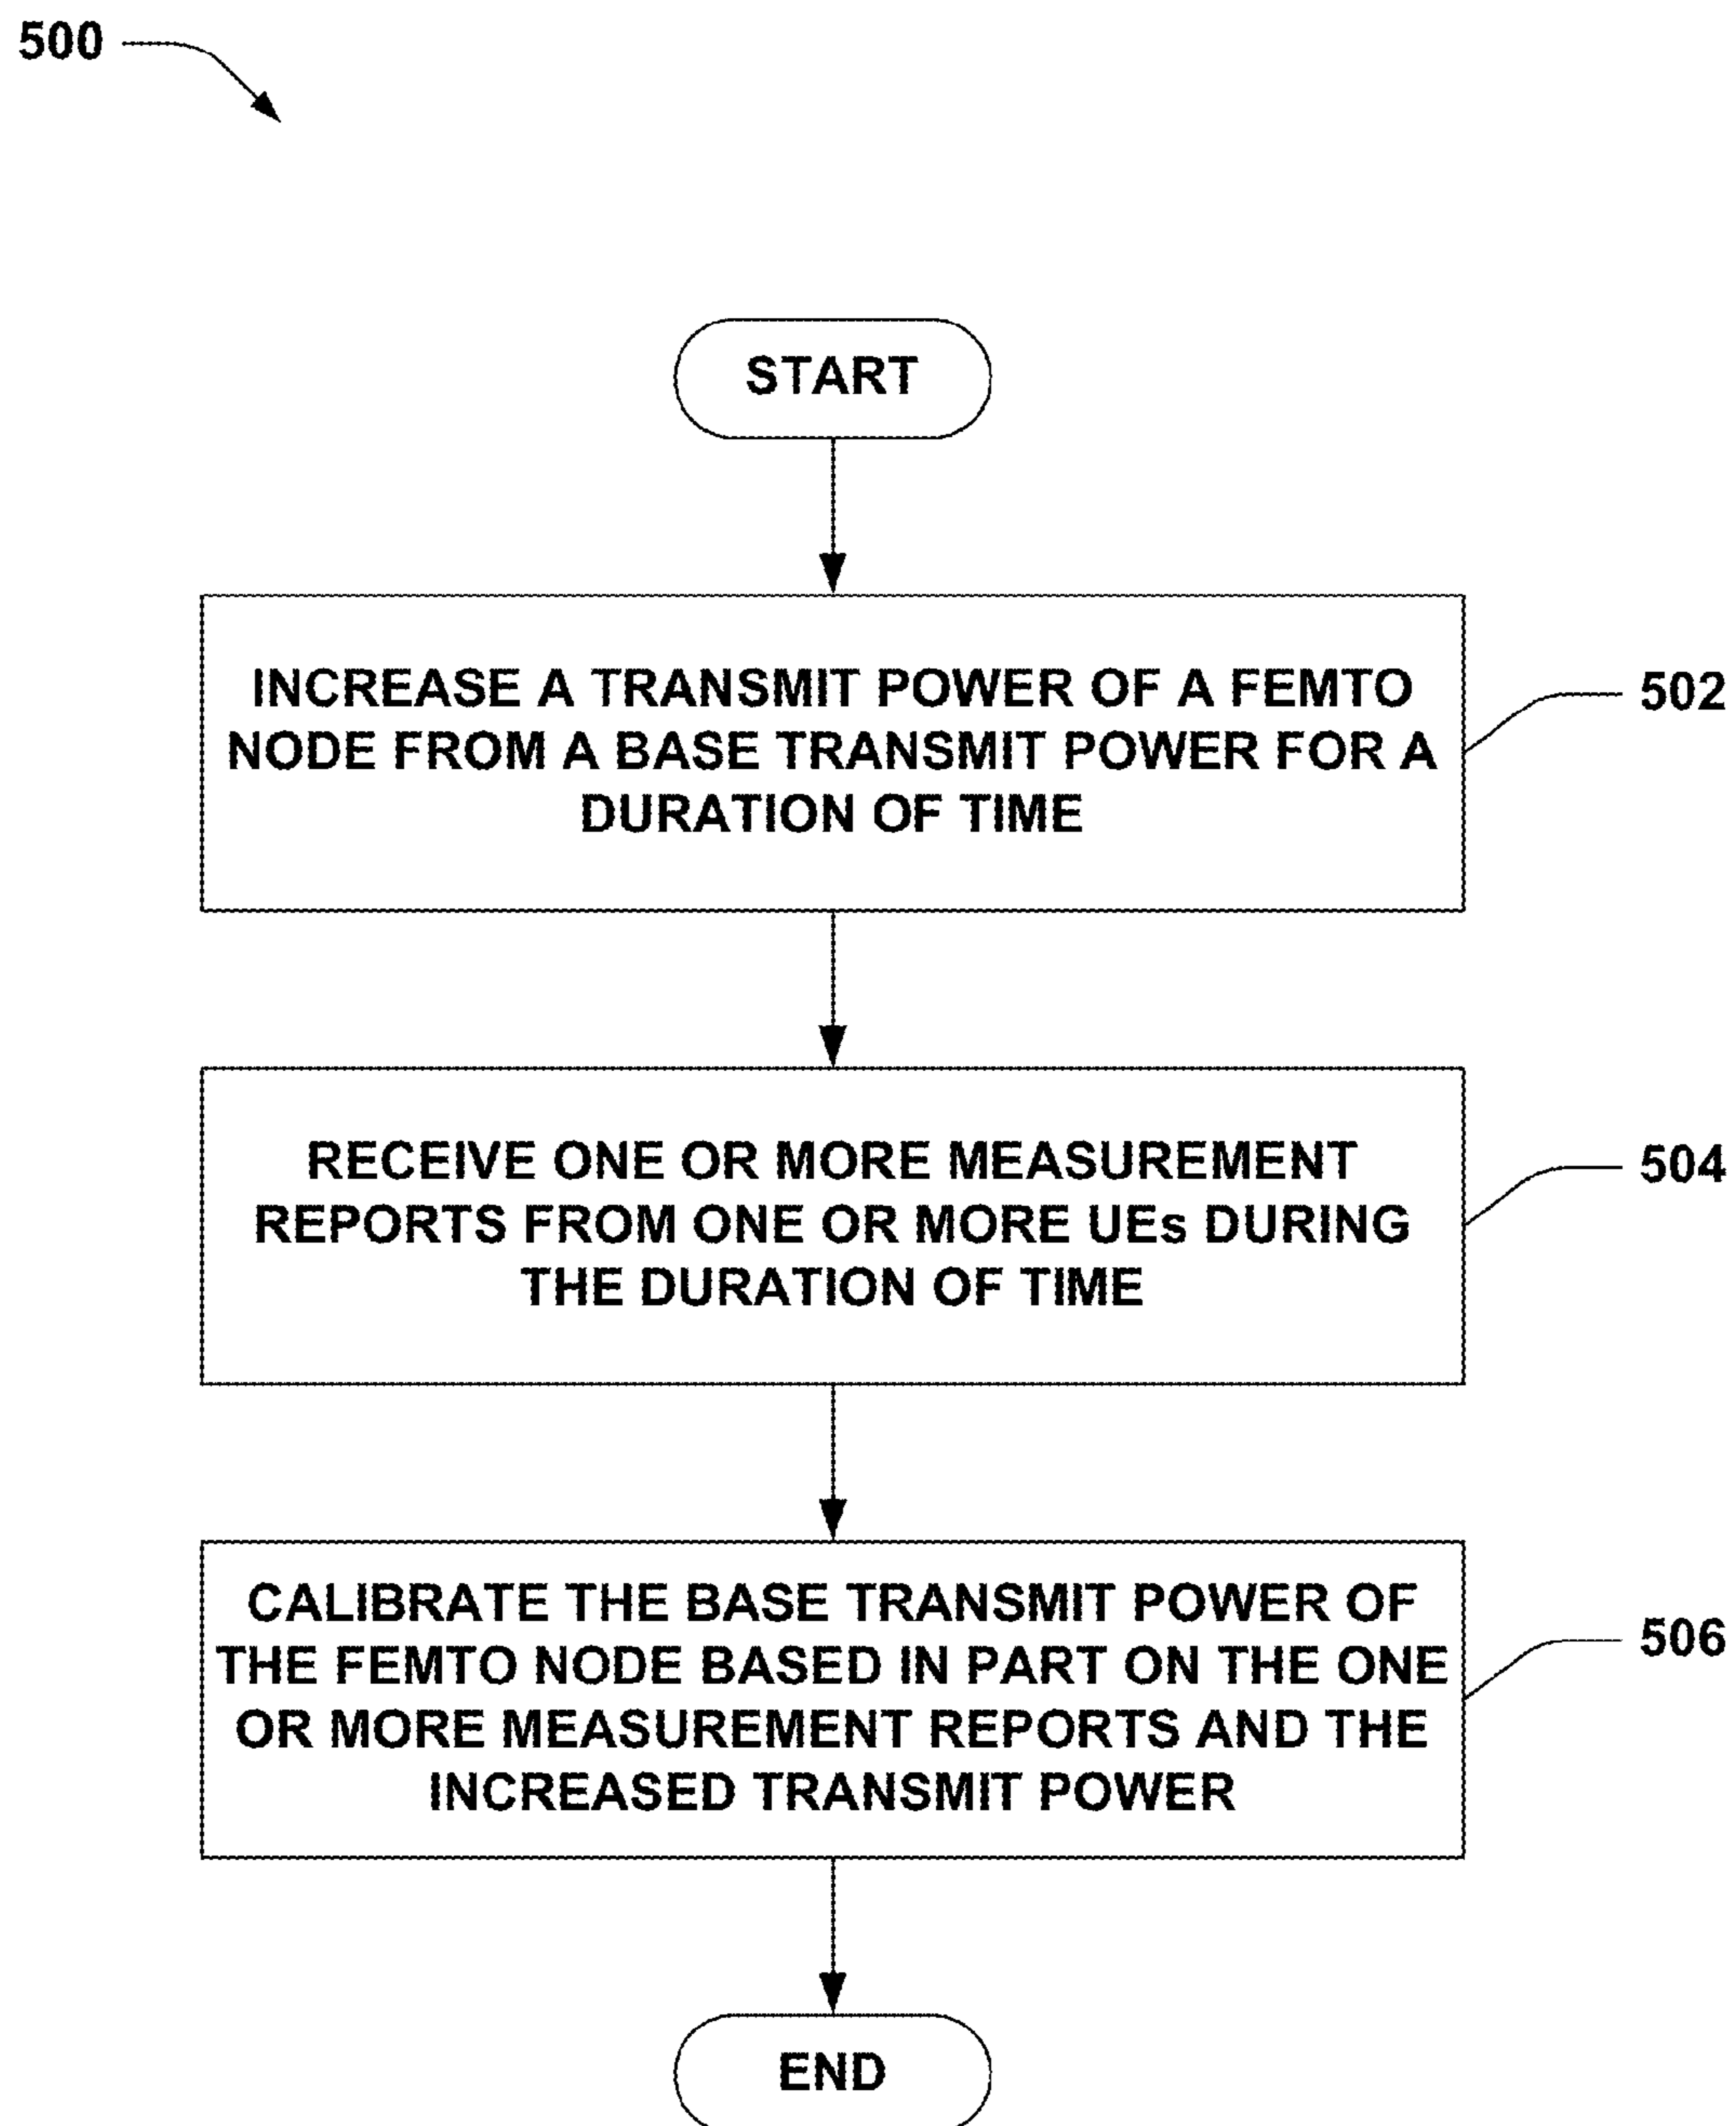 500
START
INCREASE A TRANSMIT POWER OF A FEMTO
NODE FROM A BASE TRANSMIT POWER FOR A
DURATION OF TIME
502
RECEIVE ONE OR MORE MEASUREMENT
REPORTS FROM ONE OR MORE UEs DURING
THE DURATION OF TIME
504
CALIBRATE THE BASE TRANSMIT POWER OF
THE FEMTO NODE BASED IN PART ON THE ONE
OR MORE MEASUREMENT REPORTS AND THE
INCREASED TRANSMIT POWER
506
END